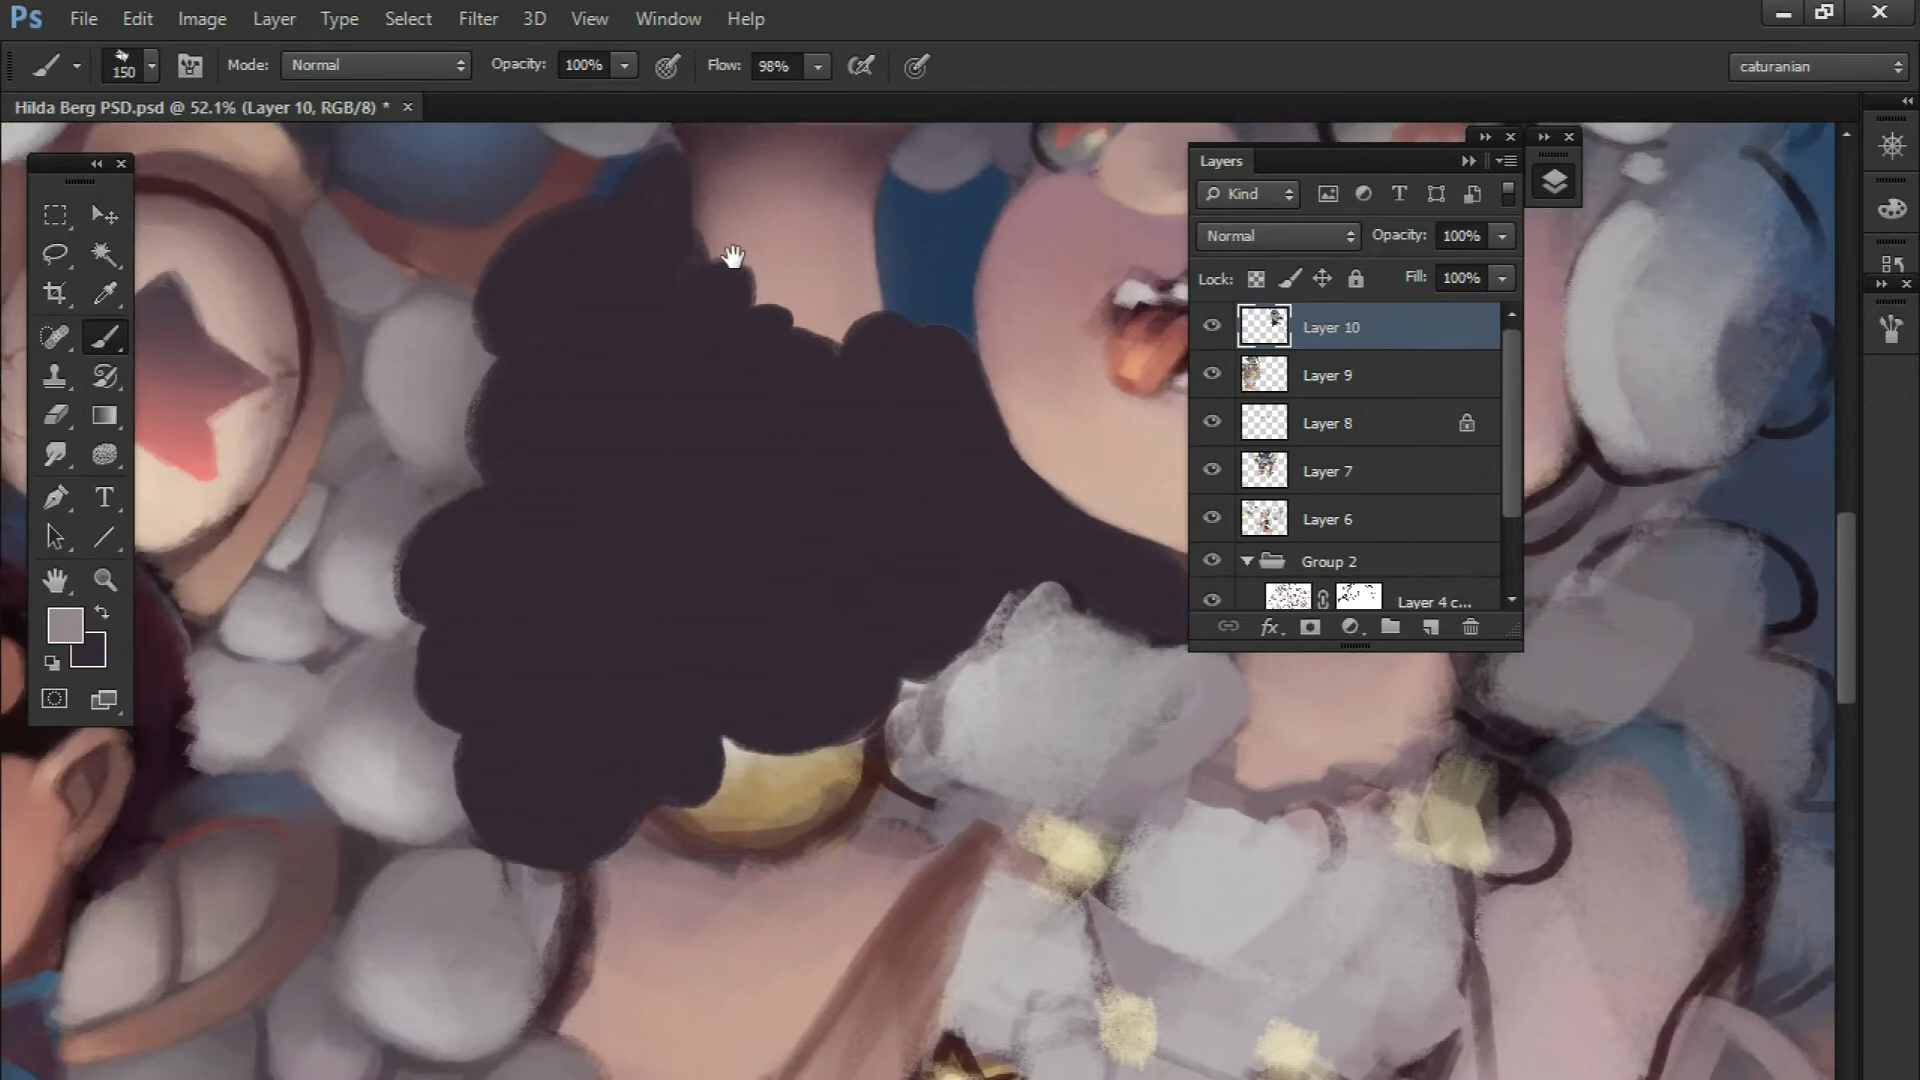 Ps File Edit Image Layer Type Select Filter 3D View Window Help
150 Mode: Normal Opacity: 100% Flow: 98% caturanian
Hilda Berg PSD.psd @ 52.1% (Layer 10, RGB/8) *
Layers
Kind
Normal Opacity: 100%
Lock: Fill: 100%
Layer 10
Layer 9
Layer 8
Layer 7
Layer 6
Group 2
Layer 4 c...